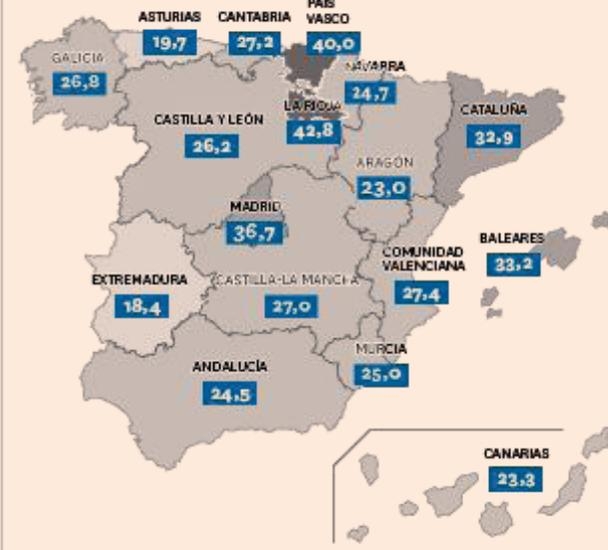 ASTURIAS
19,7
CANTABRIA
27,2
PAÍS
VASCO
40,0
GALICIA
26,8
NAVARRA
24,7
CASTILLA Y LEÓN
26,2
LA RIOJA
42,8
CATALUÑA
32,9
ARAGÓN
23,0
MADRID
36,7
EXTREMADURA
18,4
CASTILLA-LA MANCHA
27,0
COMUNIDAD
VALENCIANA
27,4
BALEARES
33,2
ANDALUCÍA
24,5
MURCIA
25,0
CANARIAS
23,3